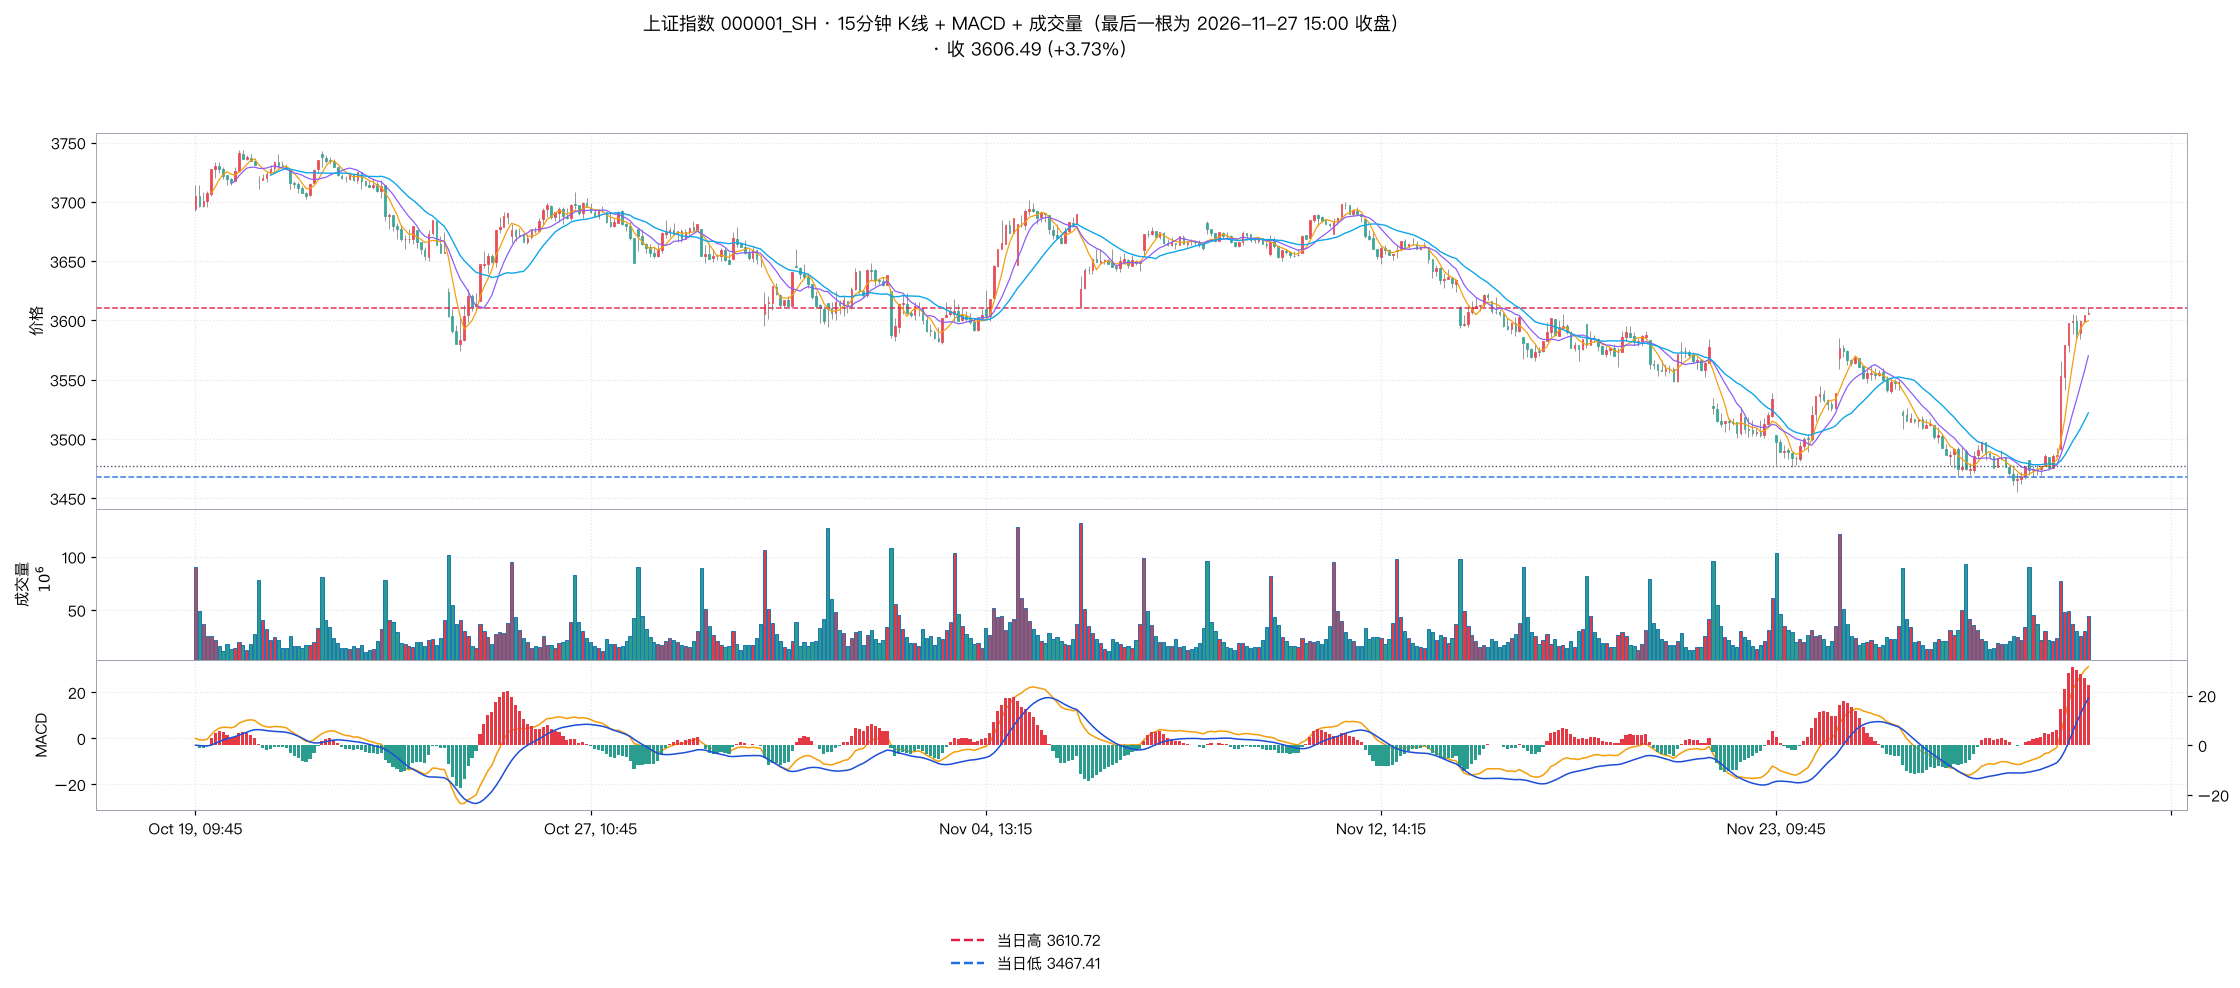 上证指数 000001_SH · 15分钟 K线 + MACD + 成交量（最后一根为 2026−11−27 15:00 收盘）
· 收 3606.49 (+3.73%)
价格
3750
3700
3650
3600
3550
3500
3450
成交量
10⁶
100
50
MACD
20
0
−20
20
0
−20
Oct 19, 09:45
Oct 27, 10:45
Nov 04, 13:15
Nov 12, 14:15
Nov 23, 09:45
当日高 3610.72
当日低 3467.41